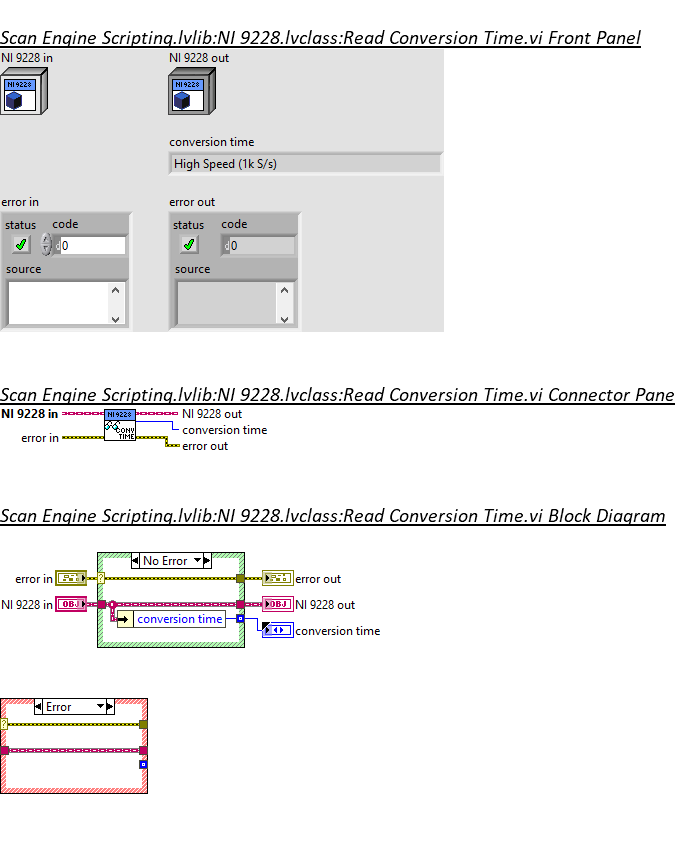 Scan Engine Scripting.lvlib:NI 9228.lvclass:Read Conversion Time.vi Front Panel
NI 9228 in
NI 9228 out
NI 9228
NI 9228
conversion time
High Speed (1k S/s)
error in
error out
status code
status code
d 0
d 0
source
source
Scan Engine Scripting.lvlib:NI 9228.lvclass:Read Conversion Time.vi Connector Pane
NI 9228 in
NI 9228
NI 9228 out
CONV
TIME
conversion time
error in
error out
Scan Engine Scripting.lvlib:NI 9228.lvclass:Read Conversion Time.vi Block Diagram
No Error
error in
?
error out
NI 9228 in
OBJ
OBJ
NI 9228 out
conversion time
conversion time
Error
?